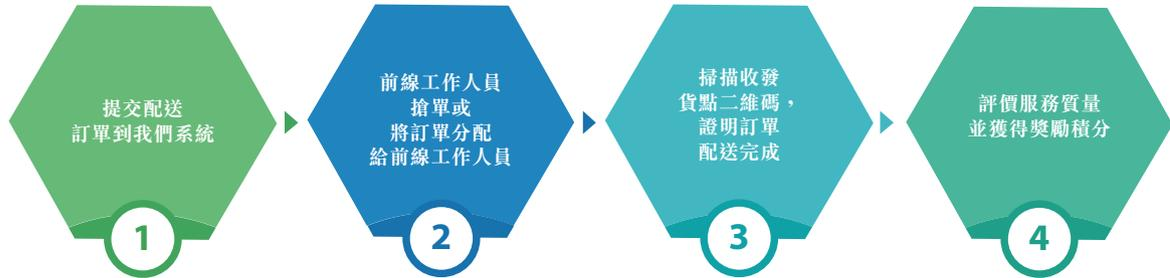 提交配送
訂單到我們系統
1
前線工作人員
搶單或
將訂單分配
給前線工作人員
2
掃描收發
貨點二維碼，
證明訂單
配送完成
3
評價服務質量
並獲得獎勵積分
4